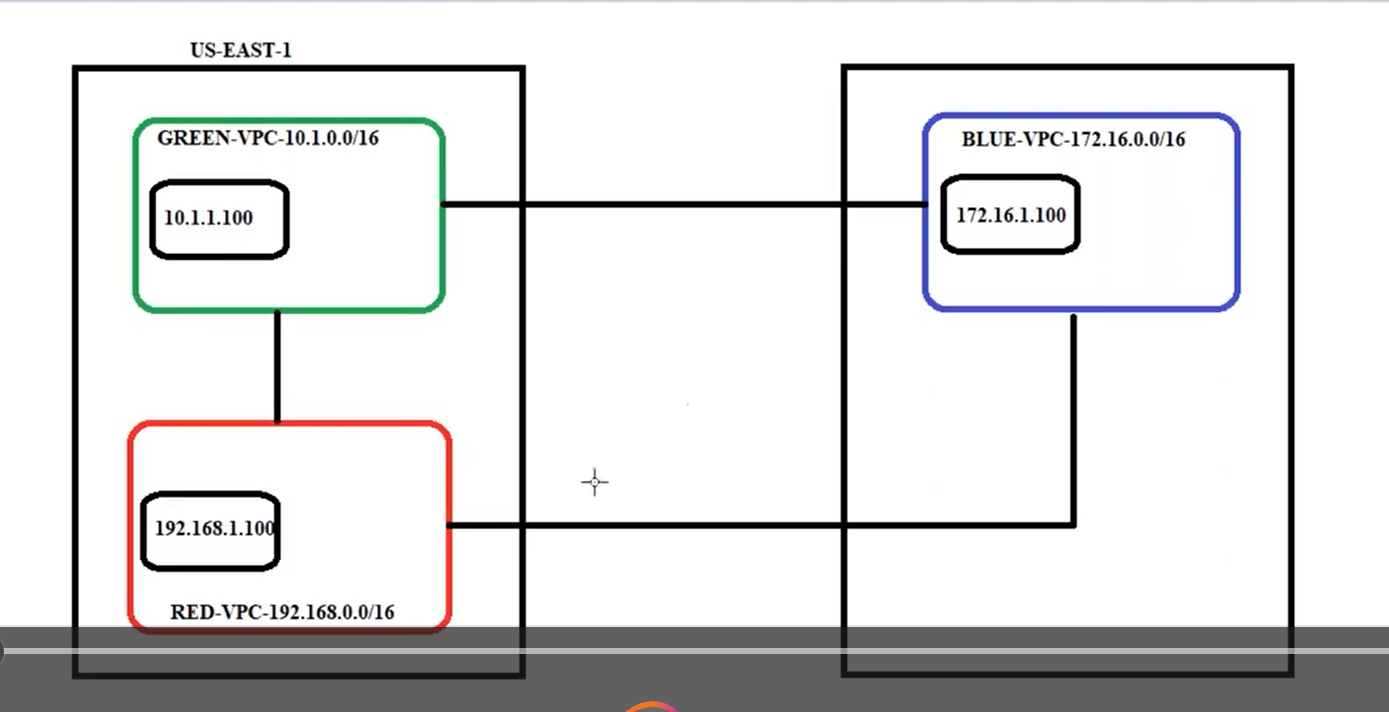 US-EAST-1
GREEN-VPC-10.1.0.0/16
10.1.1.100
BLUE-VPC-172.16.0.0/16
172.16.1.100
192.168.1.100
RED-VPC-192.168.0.0/16